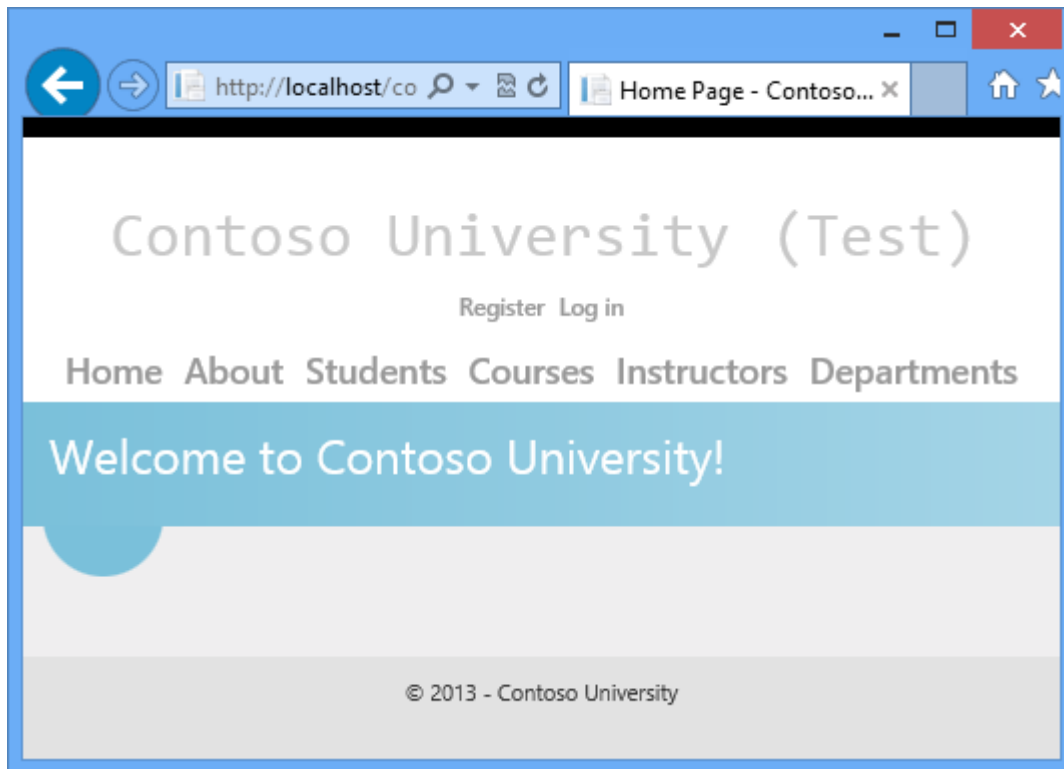 http://localhost/co
Home Page - Contoso...
Contoso University (Test)
Register Log in
Home About Students Courses Instructors Departments
Welcome to Contoso University!
© 2013 - Contoso University